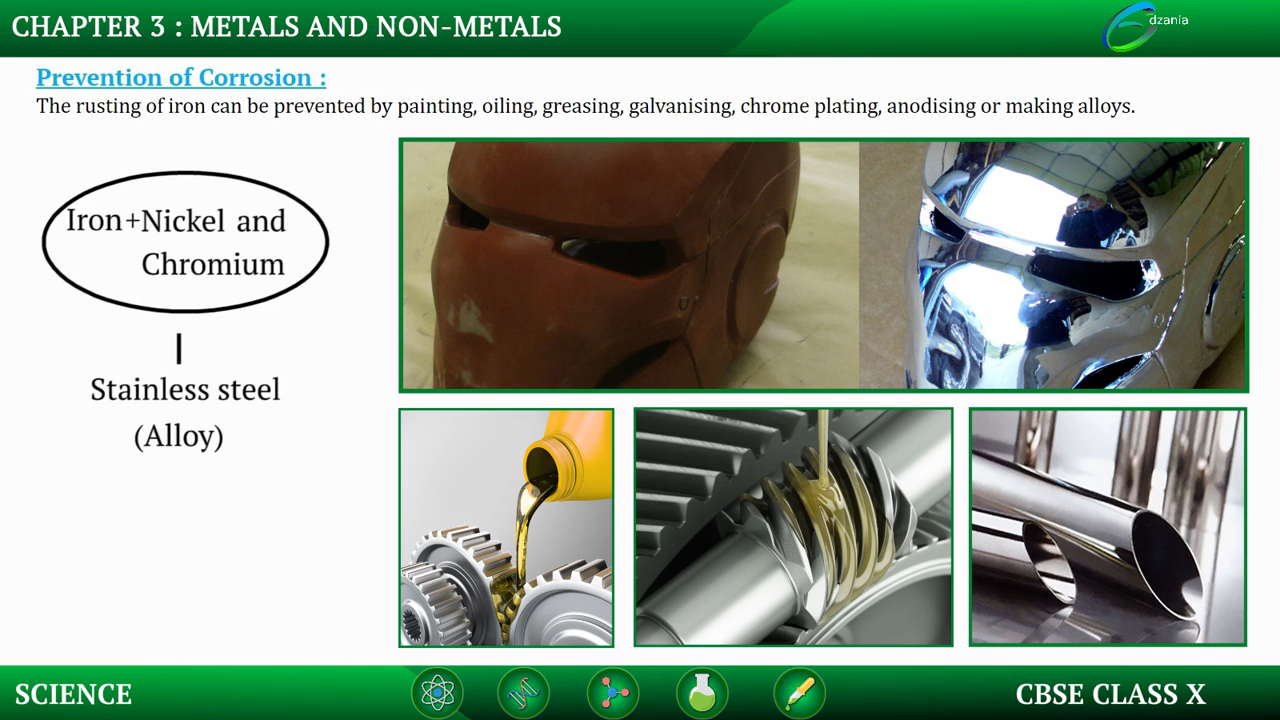 CHAPTER 3 : METALS AND NON-METALS
dzania
Prevention of Corrosion :
The rusting of iron can be prevented by painting, oiling, greasing, galvanising, chrome plating, anodising or making alloys.
Iron+Nickel and
Chromium
Stainless steel
(Alloy)
SCIENCE
CBSE CLASS X